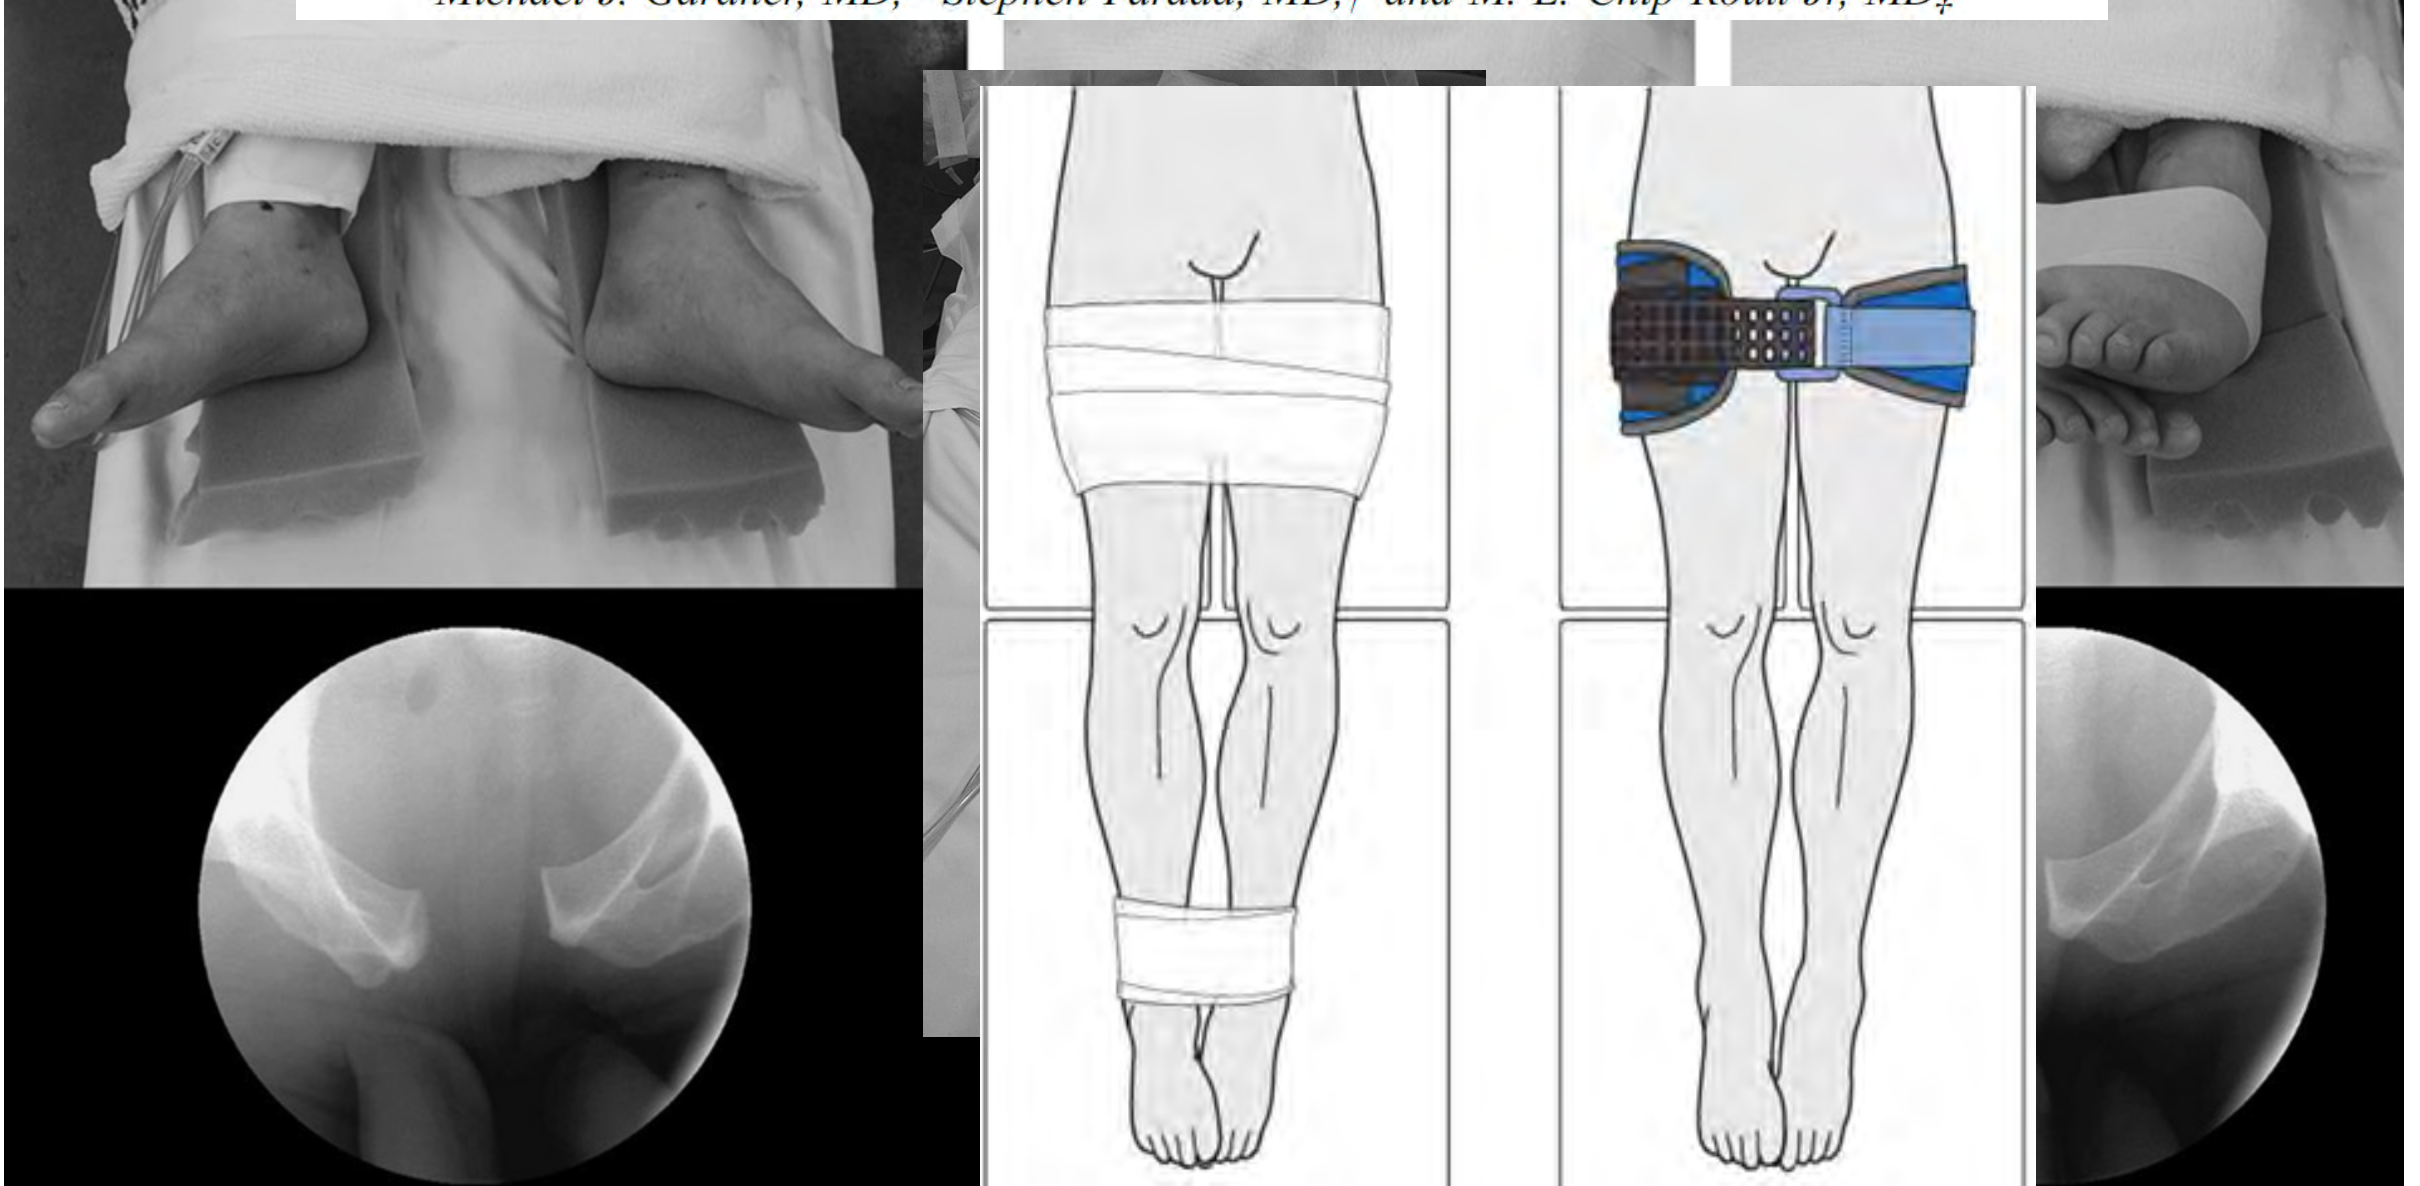 Michael J. Gardner, MD,* Stephen Parada, MD,† and M. L. Chip Routt Jr, MD‡